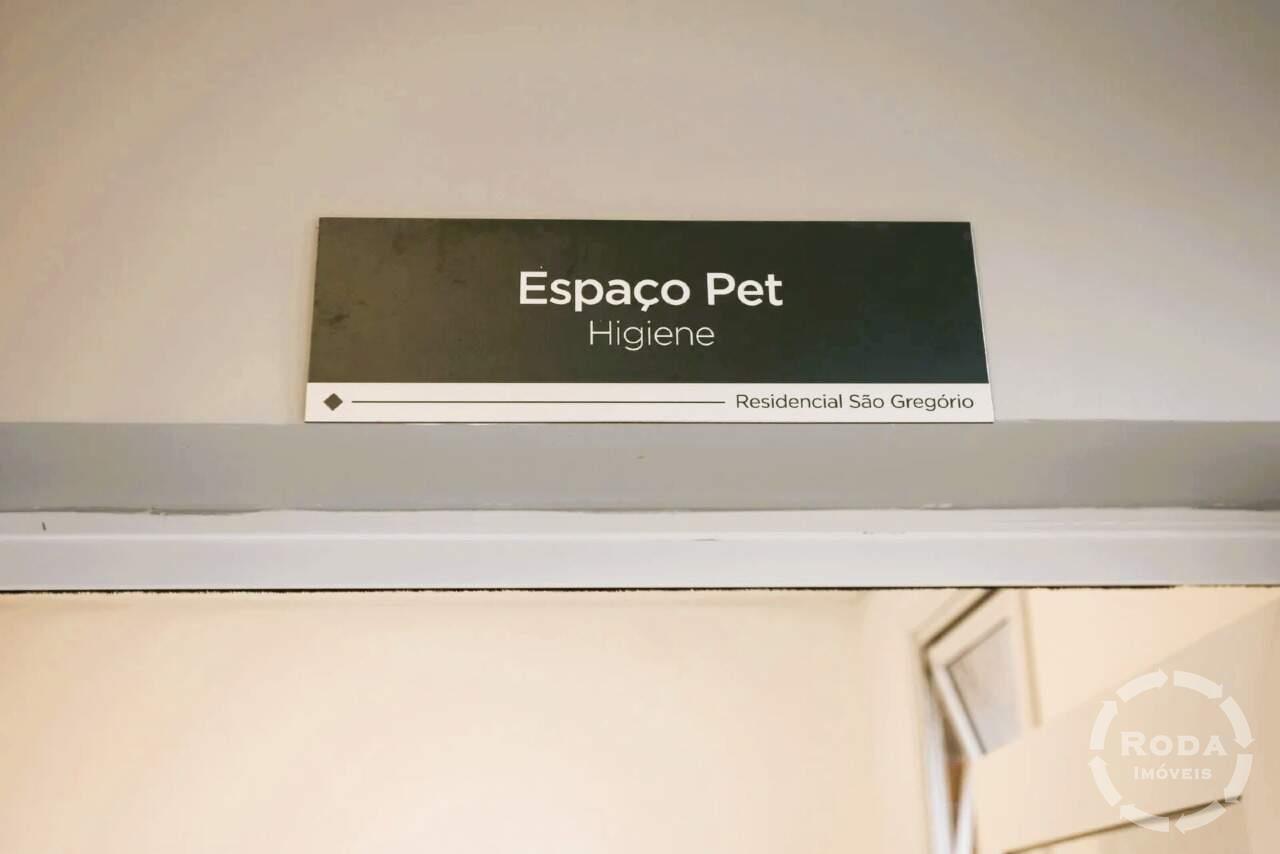 Espaço Pet
Higiene
Residencial São Gregório
RODA
IMÓVEIS